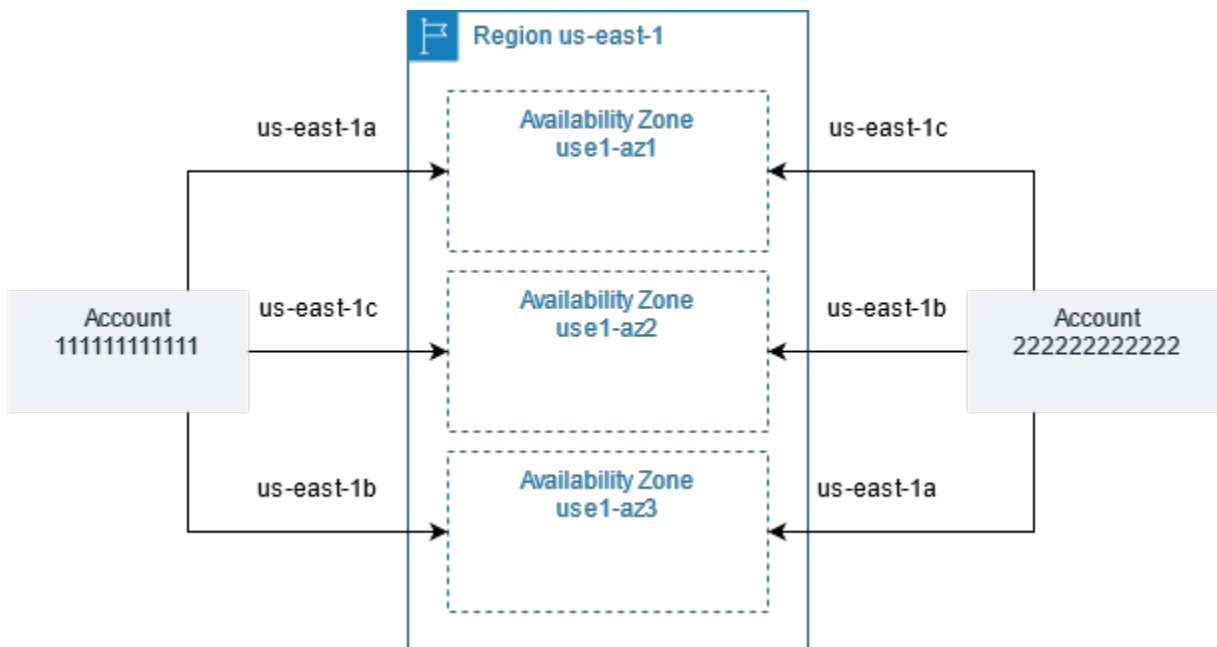 Region us-east-1
us-east-1a
Availability Zone
use1-az1
us-east-1c
Account
111111111111
us-east-1c
Availability Zone
use1-az2
us-east-1b
Account
222222222222
us-east-1b
Availability Zone
use1-az3
us-east-1a